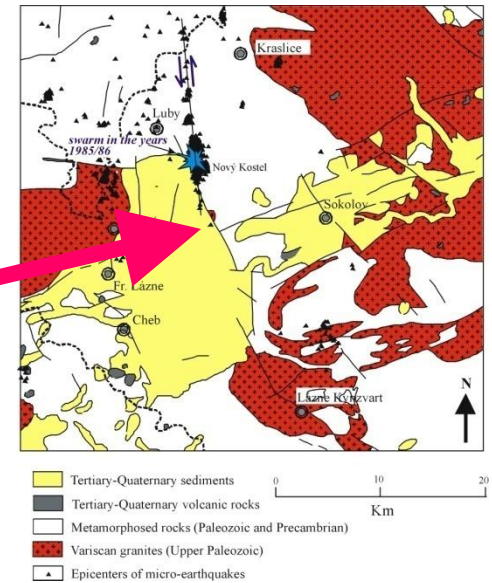 Kraslice
Luby
swarm in the years
1985/86
Nový Kostel
Sokolov
Fr. Lázne
Cheb
Lázne Kynzvart
N
Tertiary-Quaternary sediments
Tertiary-Quaternary volcanic rocks
Metamorphosed rocks (Paleozoic and Precambrian)
Variscan granites (Upper Paleozoic)
Epicenters of micro-earthquakes
0 10 20
Km